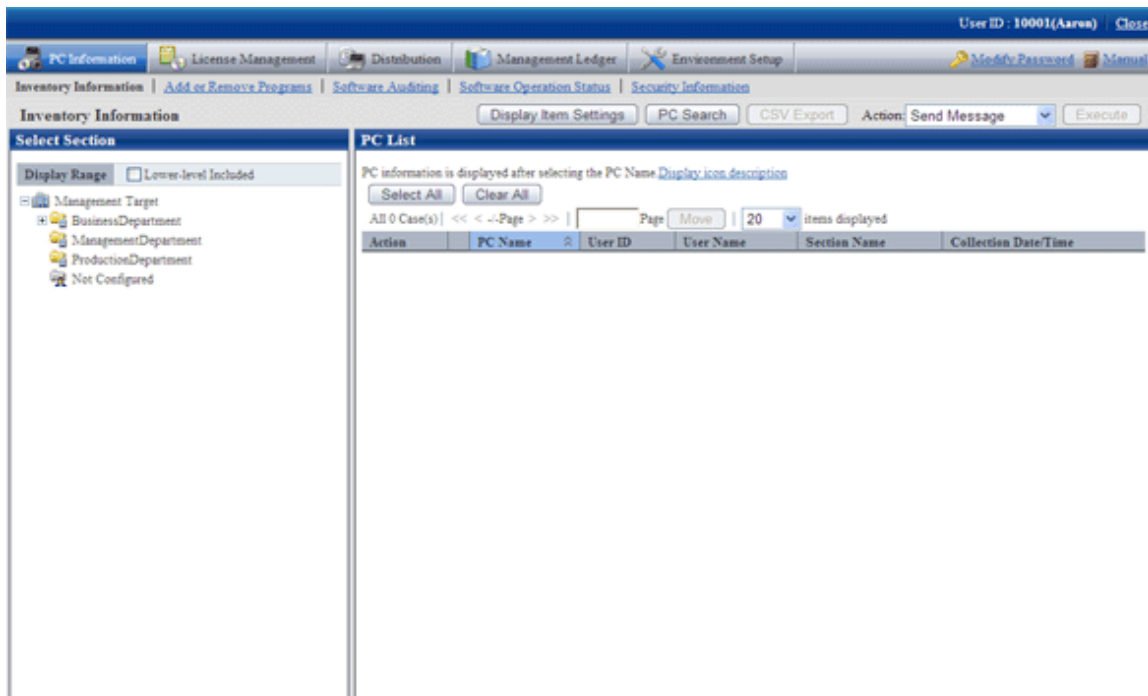 User ID : 10001(Aaron) | Close
PC Information License Management Distribution Management Ledger Environment Setup Modify Password Manual
Inventory Information | Add or Remove Programs | Software Auditing | Software Operation Status | Security Information
Inventory Information Display Item Settings PC Search CSV Export Action: Send Message Execute
Select Section
Display Range Lower-level Included
Management Target
BusinessDepartment
ManagementDepartment
ProductionDepartment
Not Configured
PC List
PC information is displayed after selecting the PC Name.Display icon description
Select All Clear All
All 0 Case(s)| << < -/-Page > >> | Page Move | 20 items displayed
Action PC Name User ID User Name Section Name Collection Date/Time